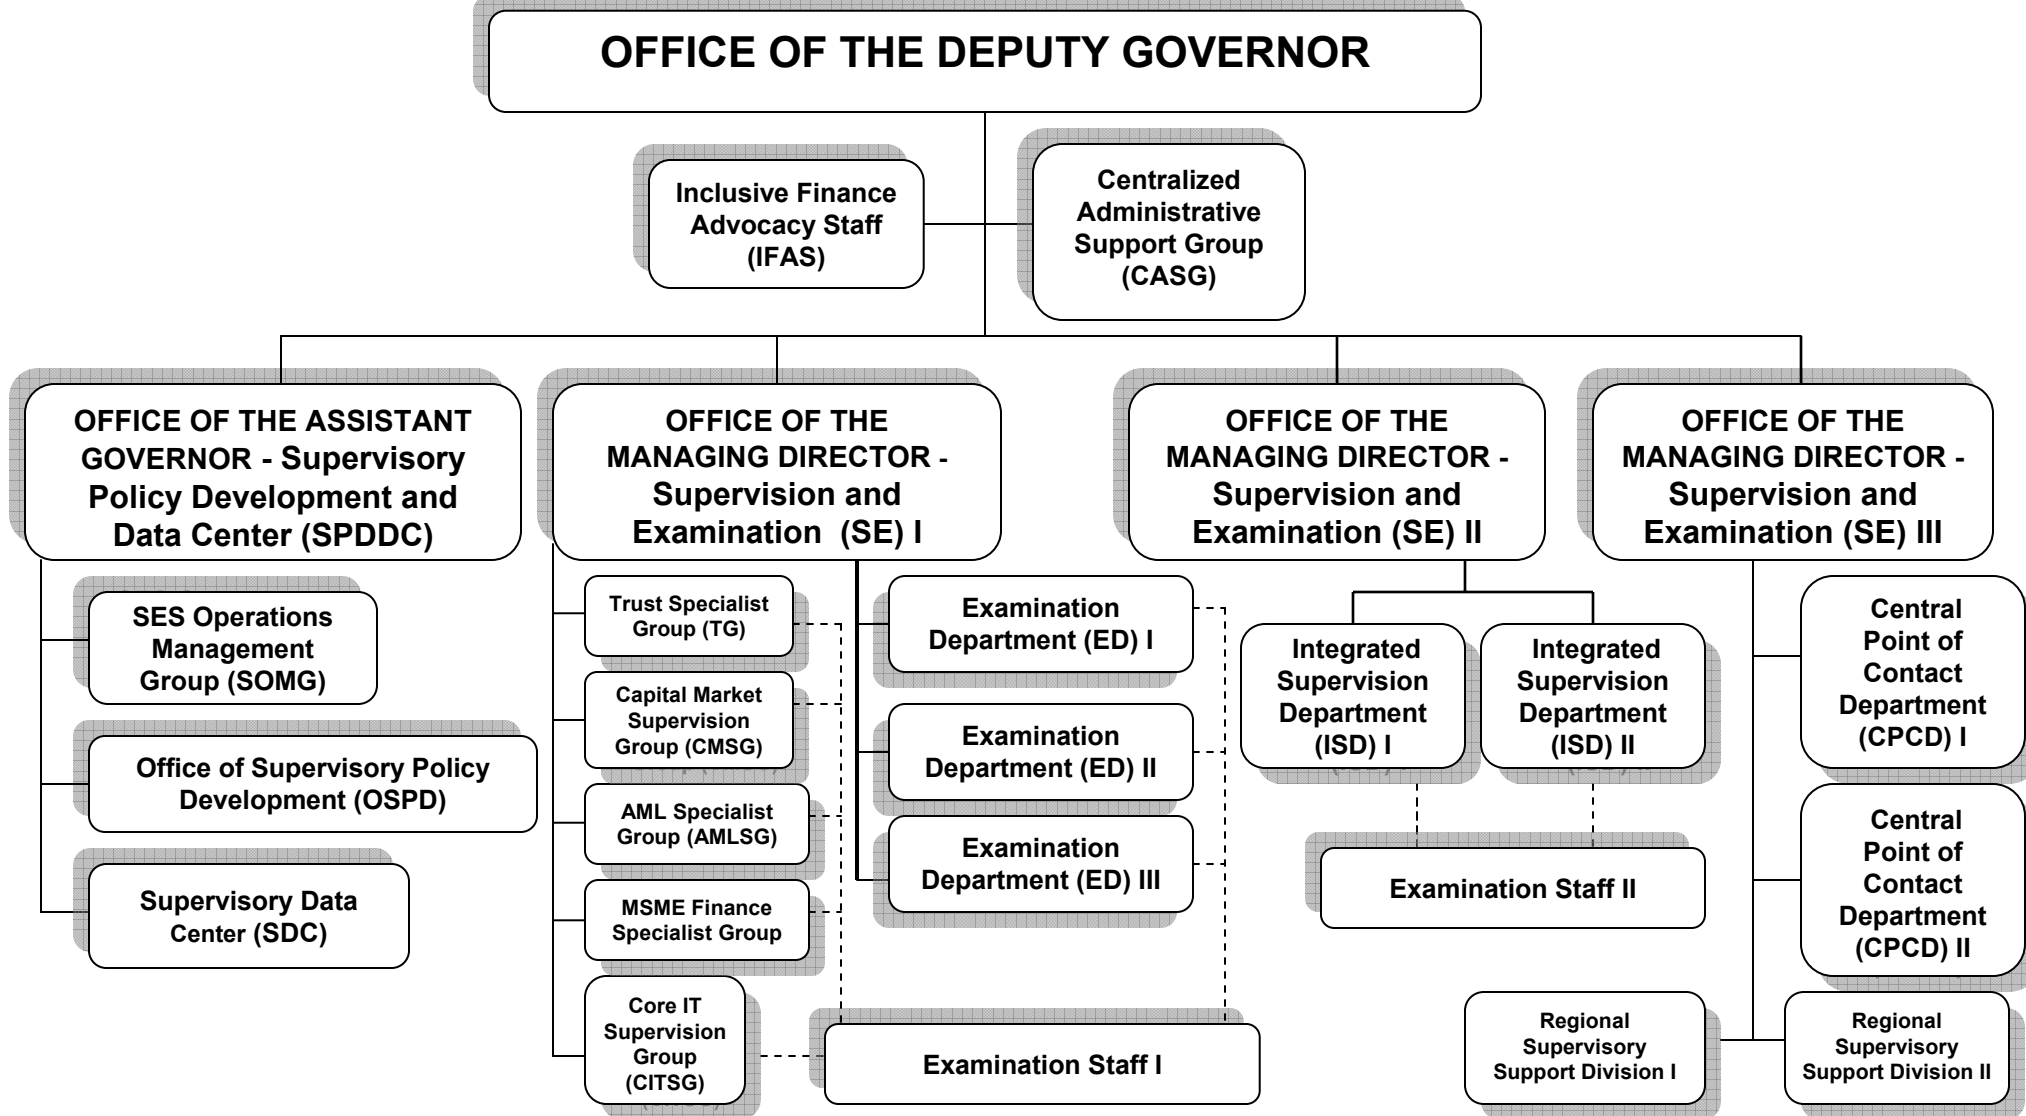 OFFICE OF THE DEPUTY GOVERNOR
Inclusive Finance
Advocacy Staff
(IFAS)
Centralized
Administrative
Support Group
(CASG)
OFFICE OF THE ASSISTANT
GOVERNOR - Supervisory
Policy Development and
Data Center (SPDDC)
OFFICE OF THE
MANAGING DIRECTOR -
Supervision and
Examination (SE) I
OFFICE OF THE
MANAGING DIRECTOR -
Supervision and
Examination (SE) II
OFFICE OF THE
MANAGING DIRECTOR -
Supervision and
Examination (SE) III
SES Operations
Management
Group (SOMG)
Office of Supervisory Policy
Development (OSPD)
Supervisory Data
Center (SDC)
Trust Specialist
Group (TG)
Capital Market
Supervision
Group (CMSG)
AML Specialist
Group (AMLSG)
MSME Finance
Specialist Group
Core IT
Supervision
Group
(CITSG)
Examination
Department (ED) I
Examination
Department (ED) II
Examination
Department (ED) III
Examination Staff I
Integrated
Supervision
Department
(ISD) I
Integrated
Supervision
Department
(ISD) II
Examination Staff II
Central
Point of
Contact
Department
(CPCD) I
Central
Point of
Contact
Department
(CPCD) II
Regional
Supervisory
Support Division I
Regional
Supervisory
Support Division II